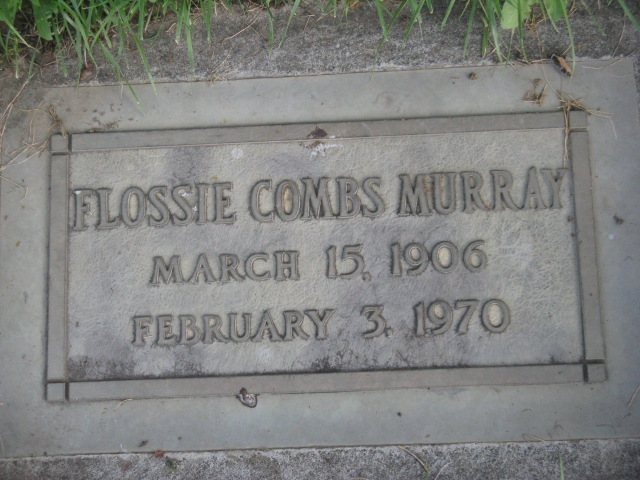 FLOSSIE COMBS MURRAY
MARCH 15, 1906
FEBRUARY 3, 1970